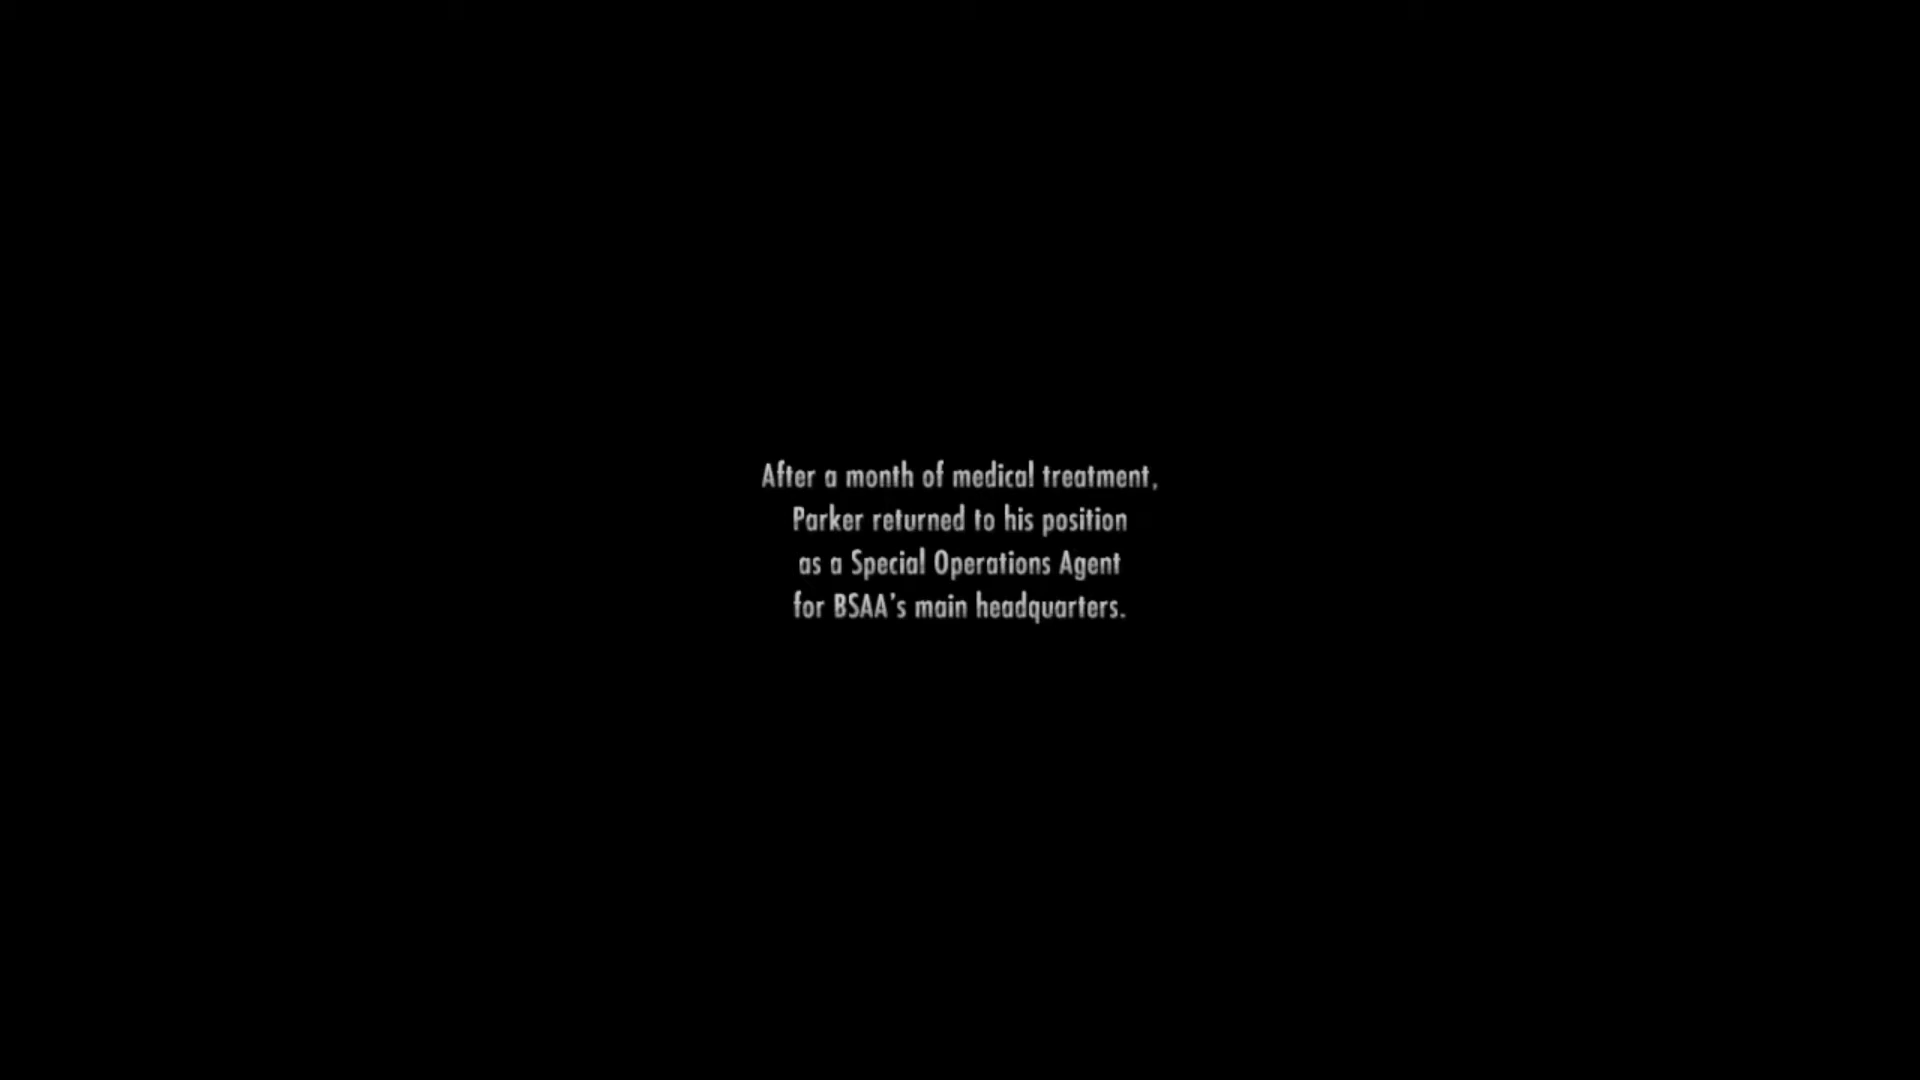 After a month of medical treatment,
Parker returned to his position
as a Special Operations Agent
for BSAA's main headquarters.